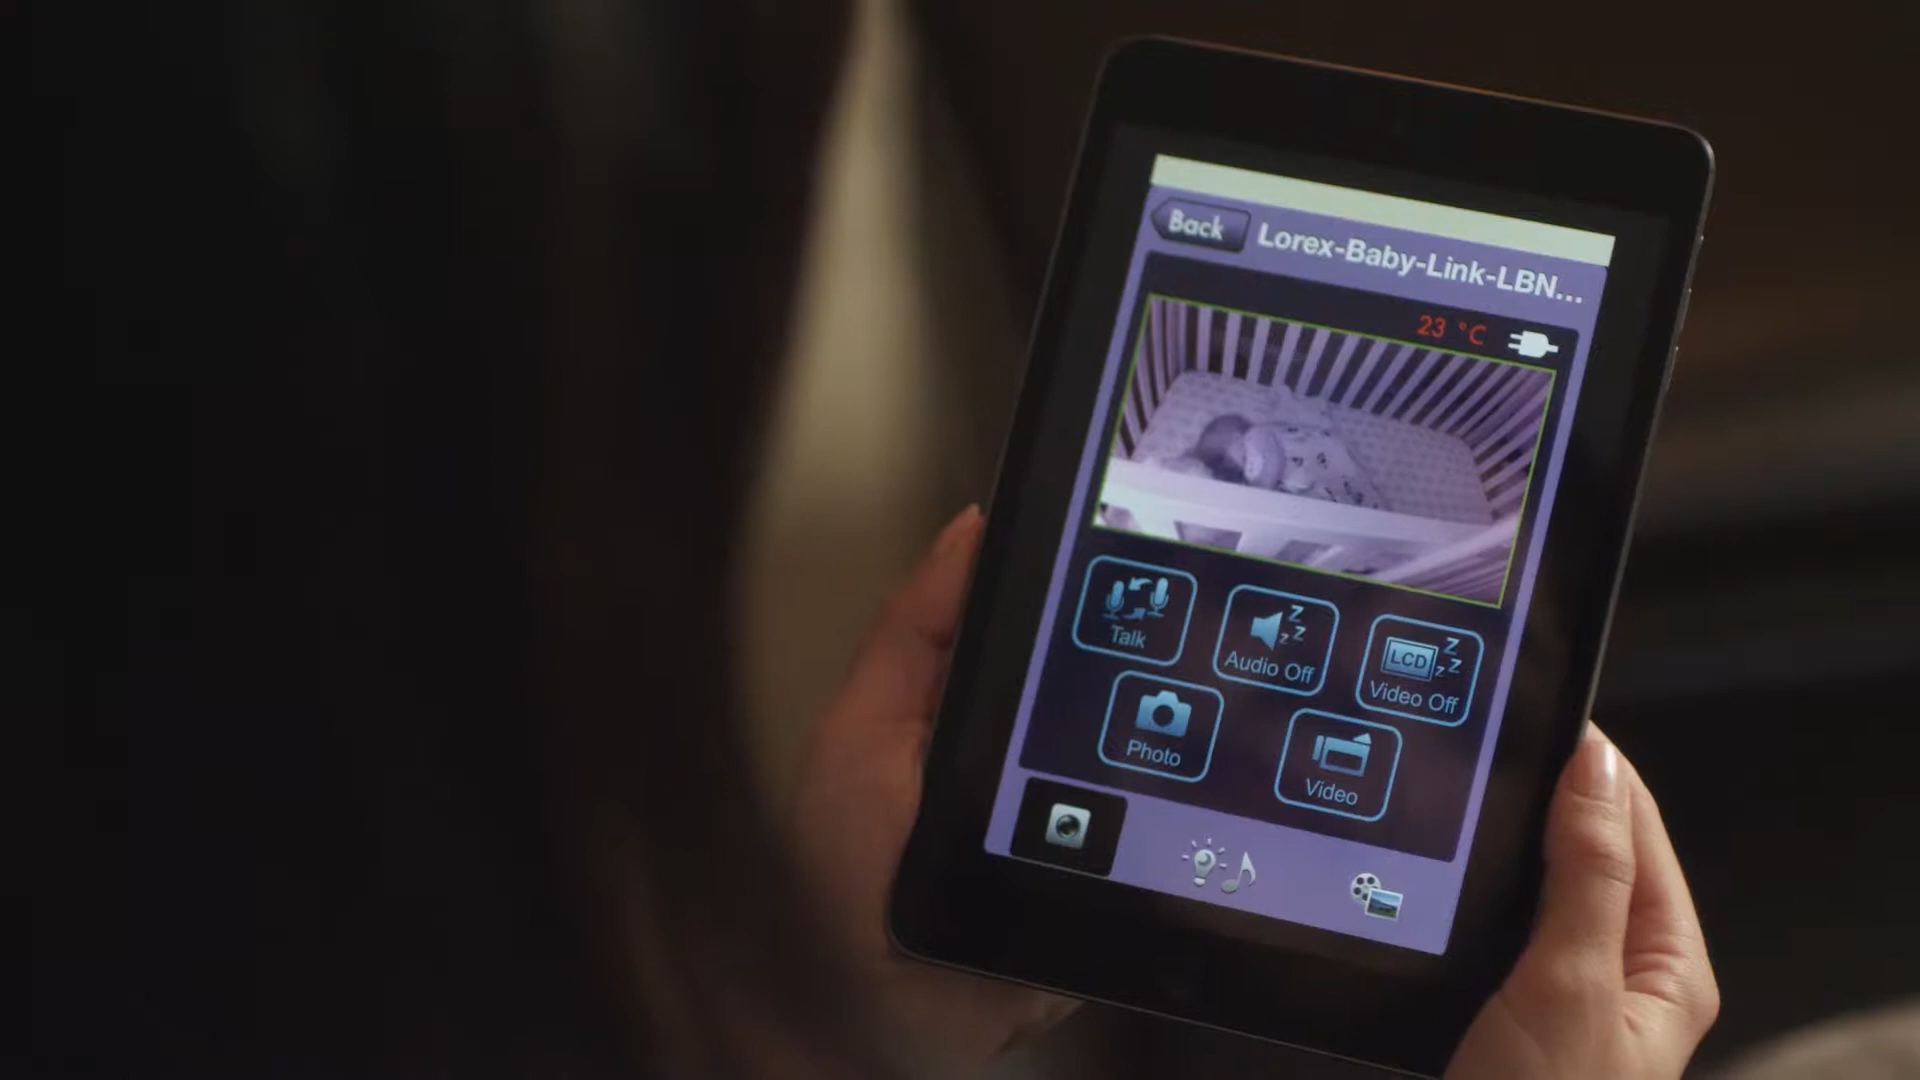 Back Lorex-Baby-Link-LBN...
23 °C
Talk
z z z
Audio Off
LCD z z z
Video Off
Photo
Video